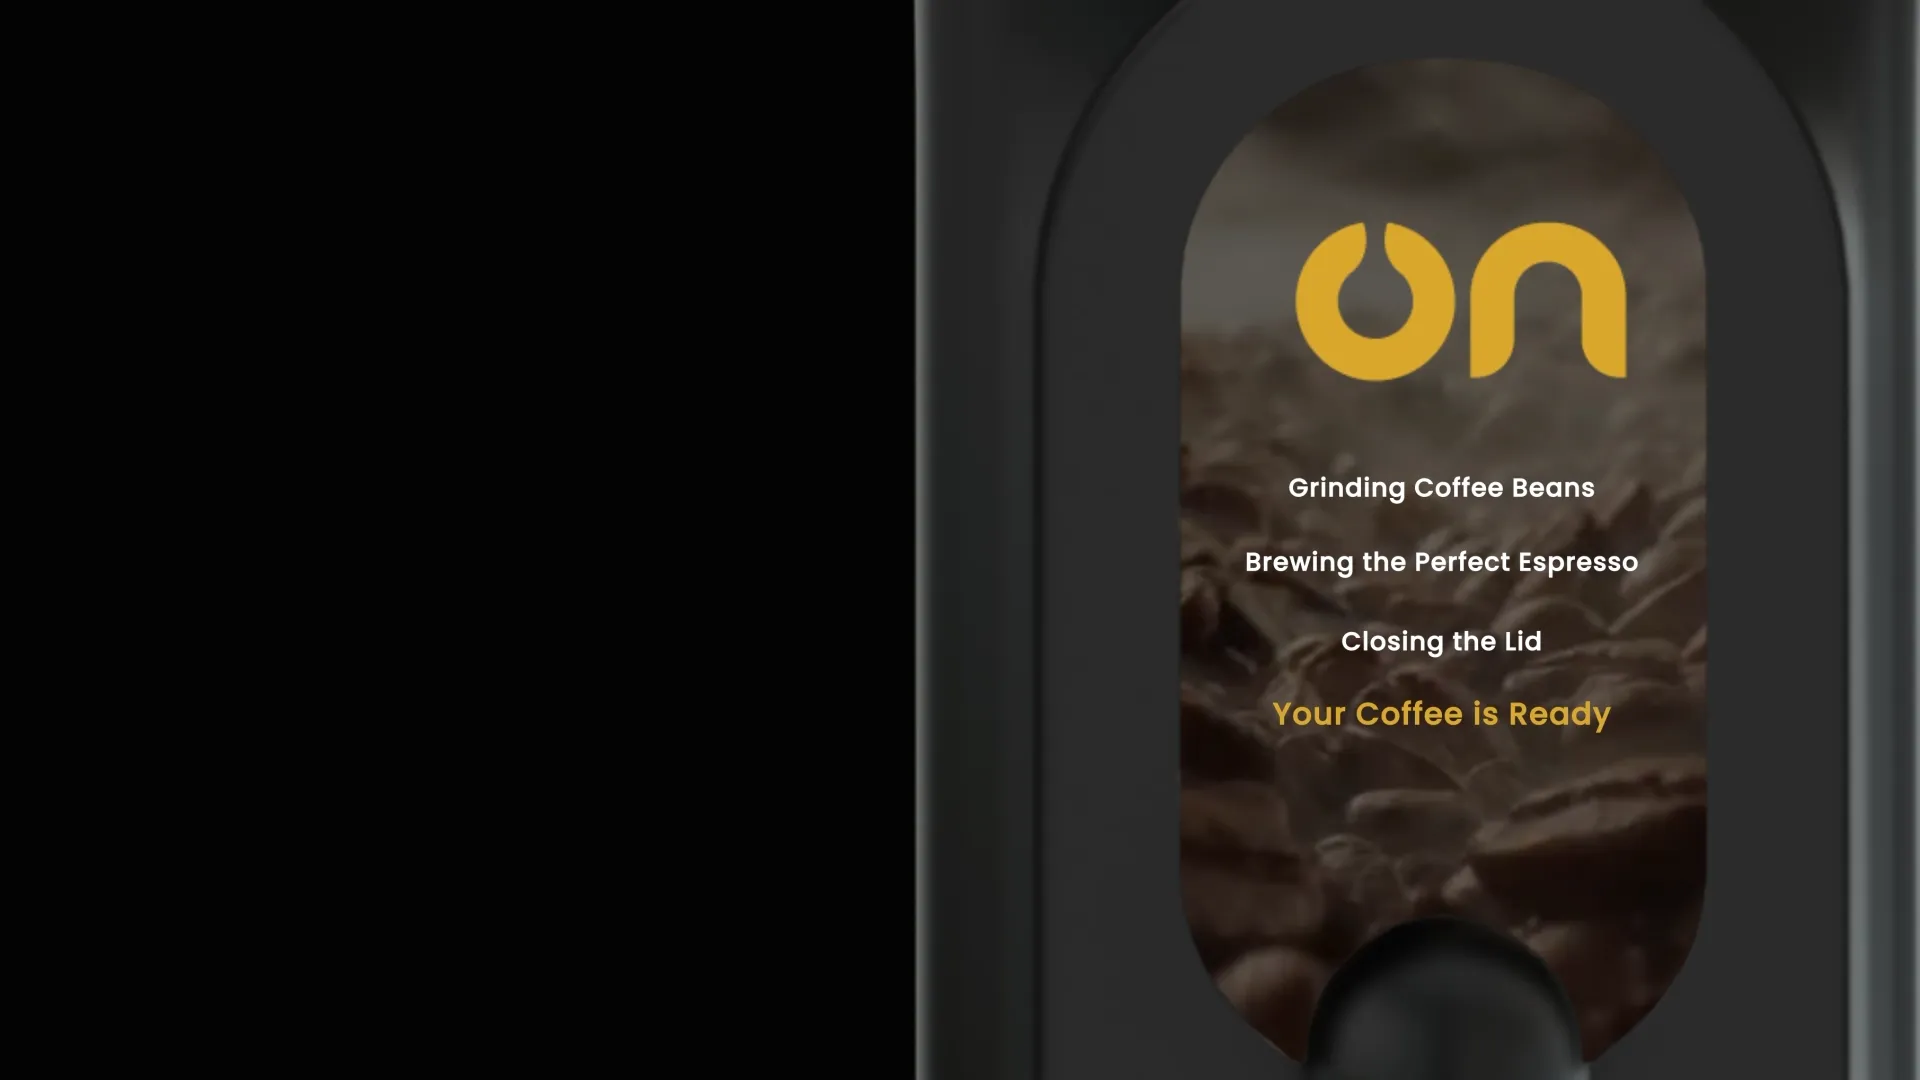 on
Grinding Coffee Beans
Brewing the Perfect Espresso
Closing the Lid
Your Coffee is Ready